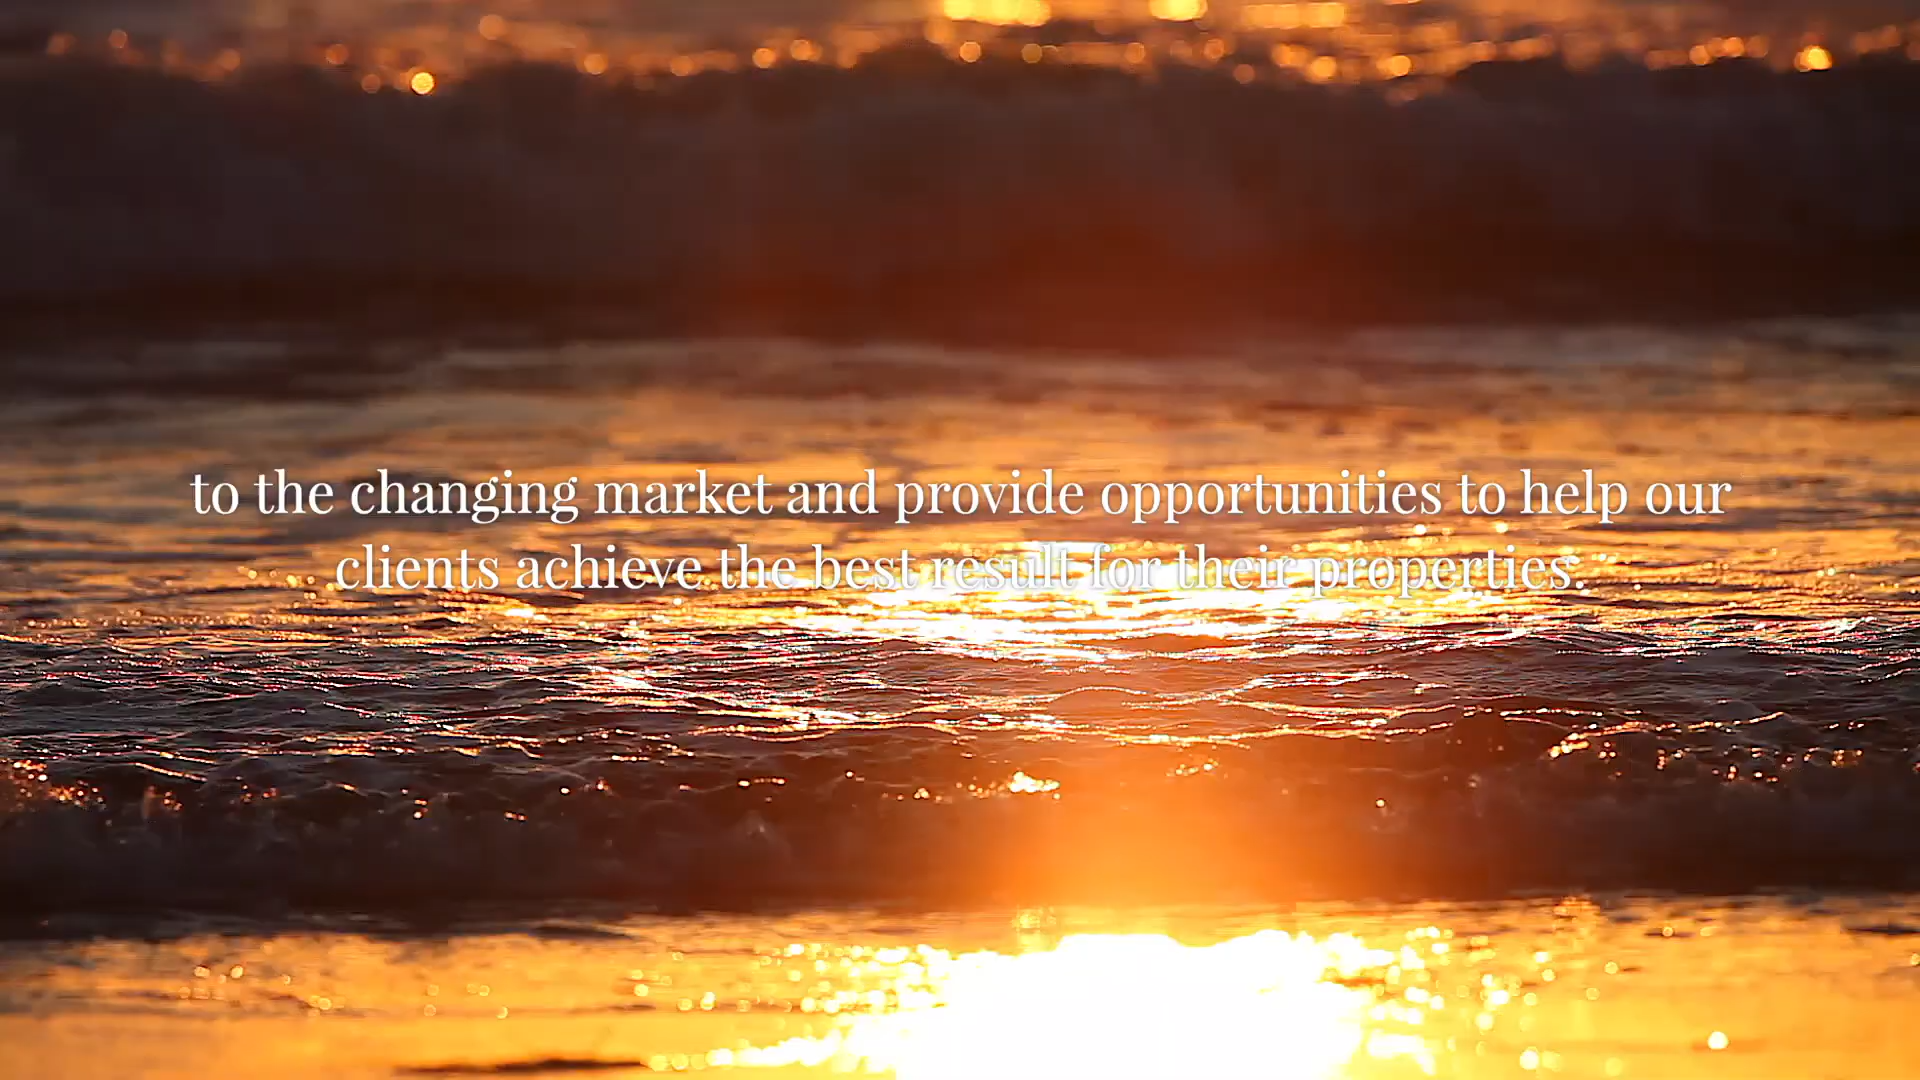 to the changing market and provide opportunities to help our
clients achieve the best result for their properties.